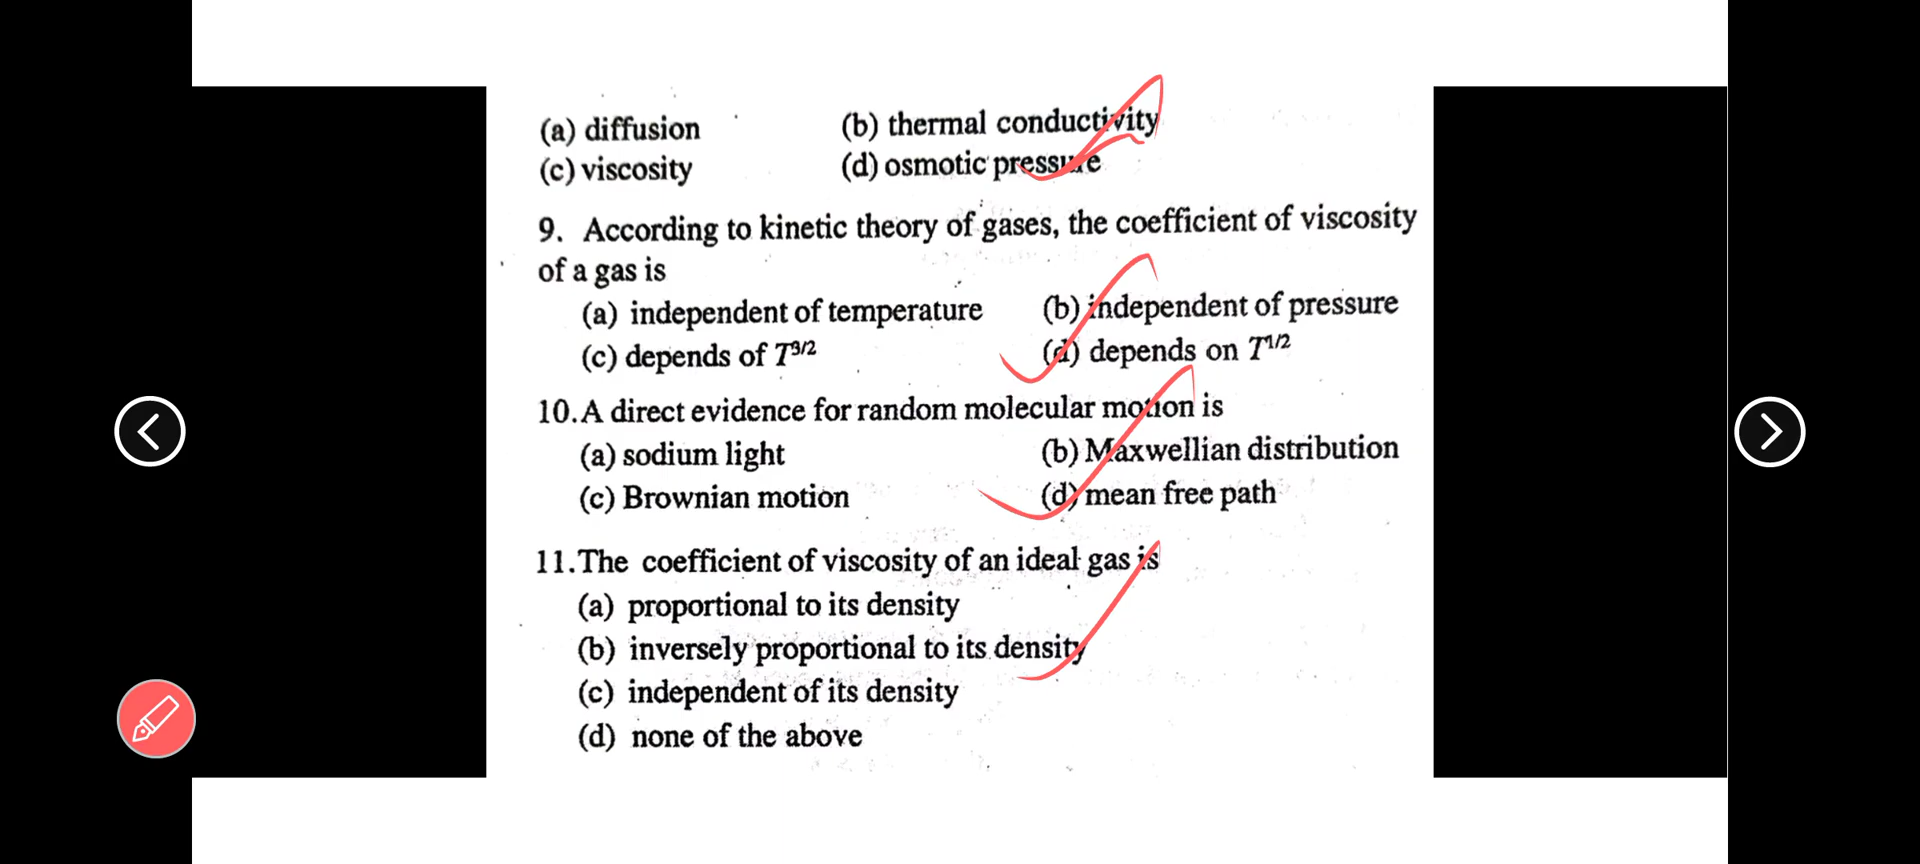 (a) diffusion (b) thermal conductivity
(c) viscosity (d) osmotic pressure
9. According to kinetic theory of gases, the coefficient of viscosity
of a gas is
(a) independent of temperature (b) independent of pressure
(c) depends of T^3/2 (d) depends on T^1/2
10. A direct evidence for random molecular motion is
(a) sodium light (b) Maxwellian distribution
(c) Brownian motion (d) mean free path
11. The coefficient of viscosity of an ideal gas is
(a) proportional to its density
(b) inversely proportional to its density
(c) independent of its density
(d) none of the above